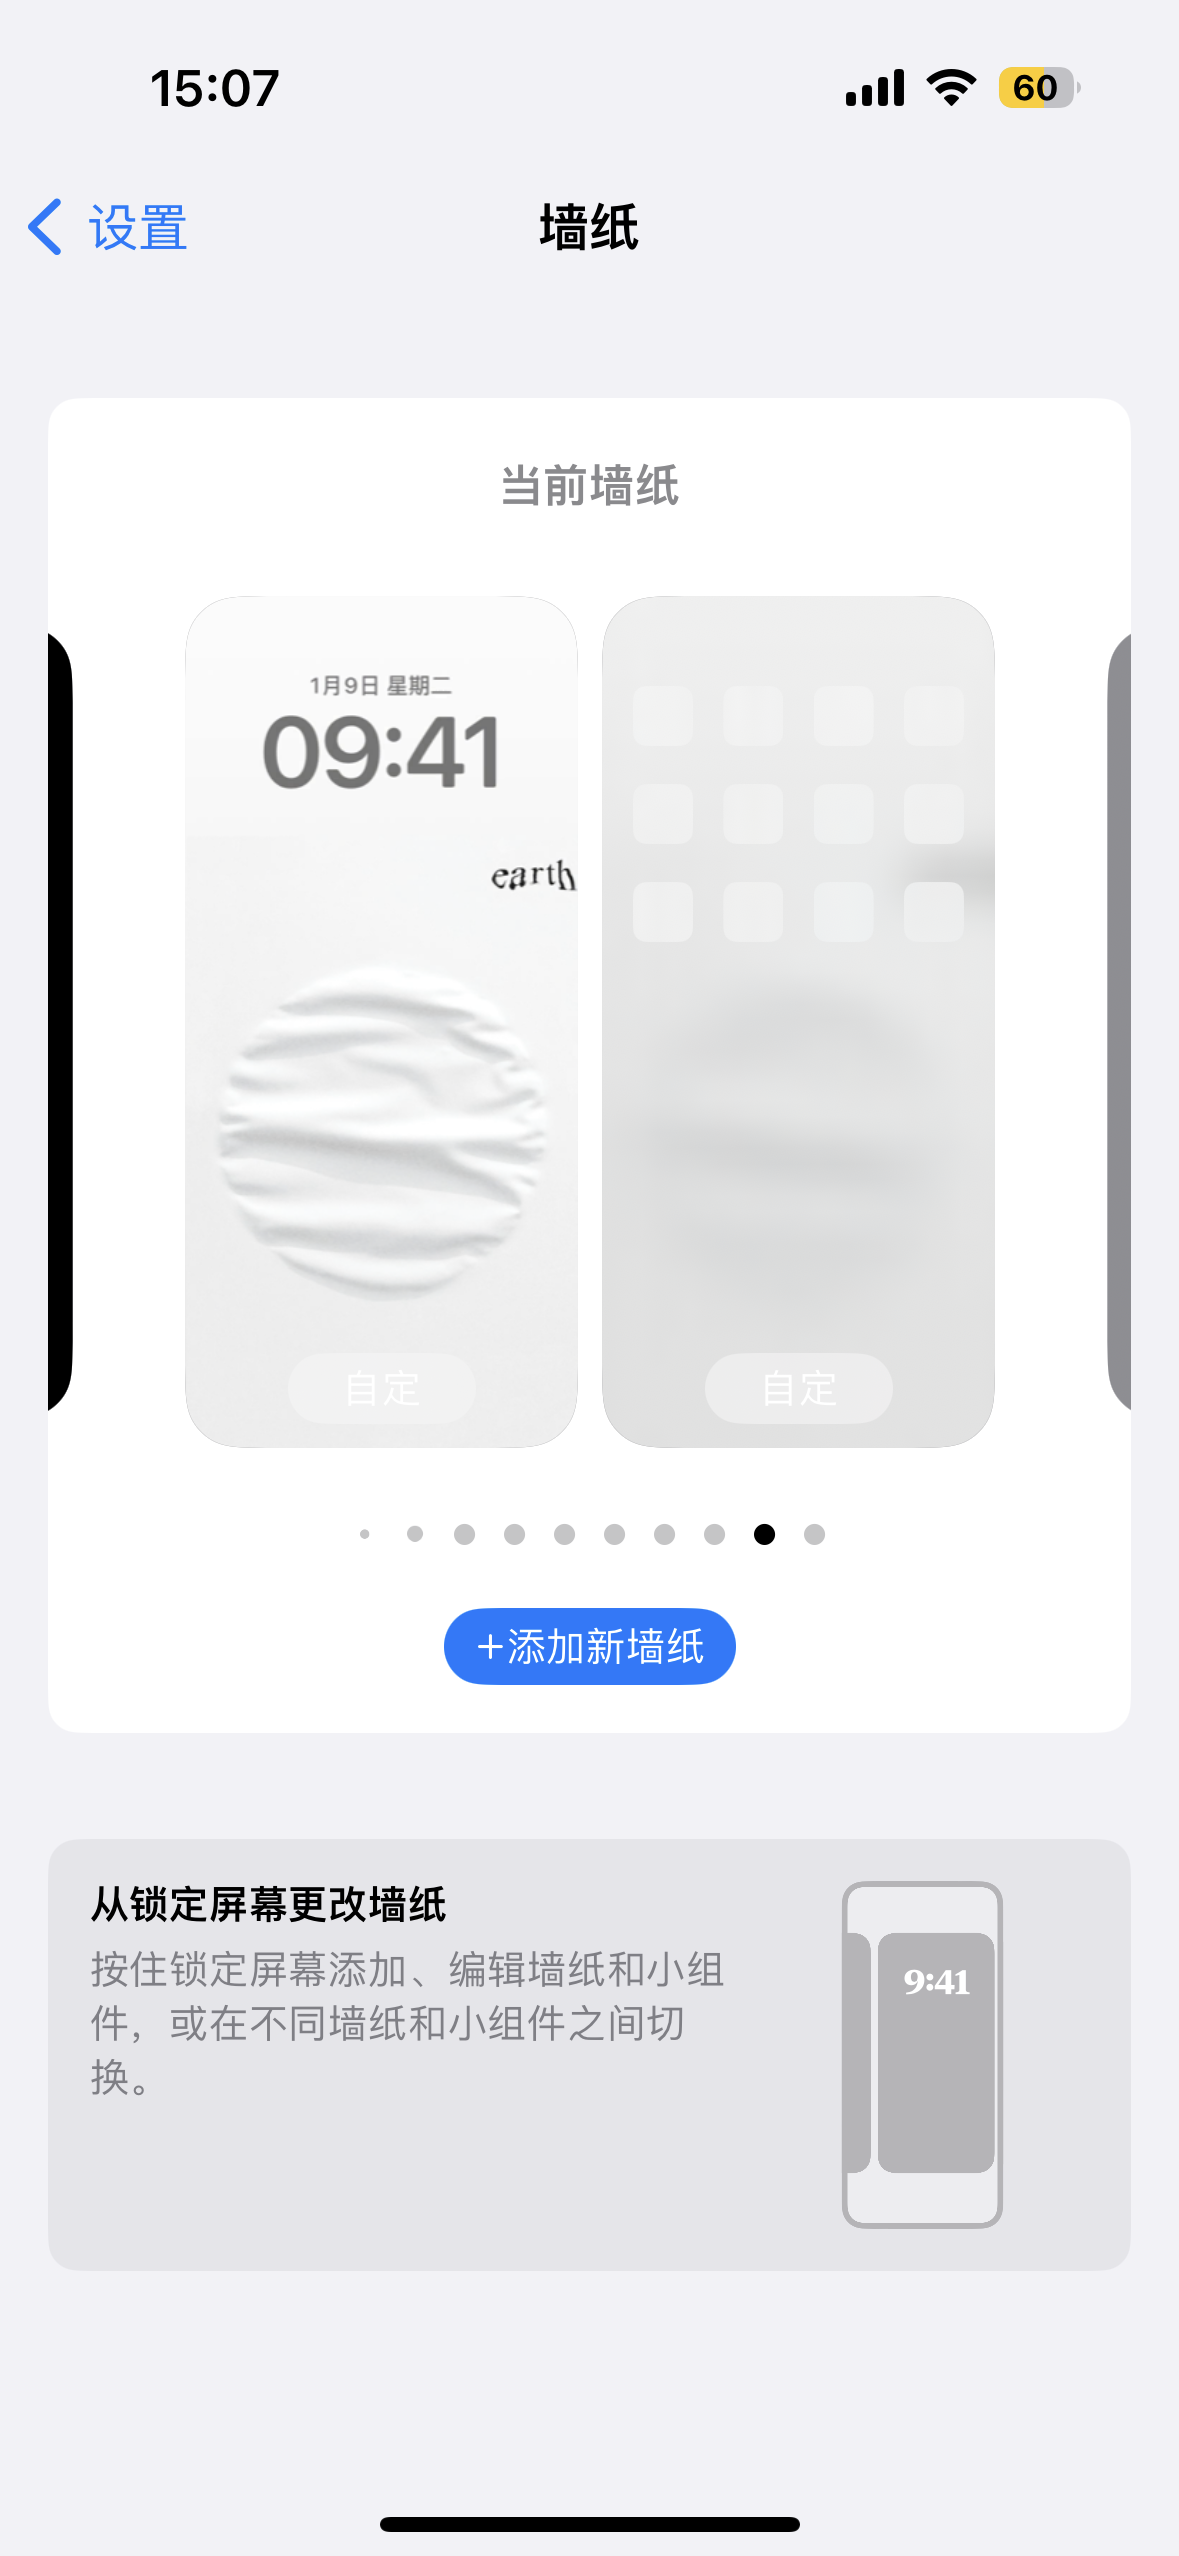 15:07
60
设置
墙纸
当前墙纸
1月9日 星期二
09:41
earth
自定
自定
+添加新墙纸
从锁定屏幕更改墙纸
按住锁定屏幕添加、编辑墙纸和小组
件，或在不同墙纸和小组件之间切
换。
9:41